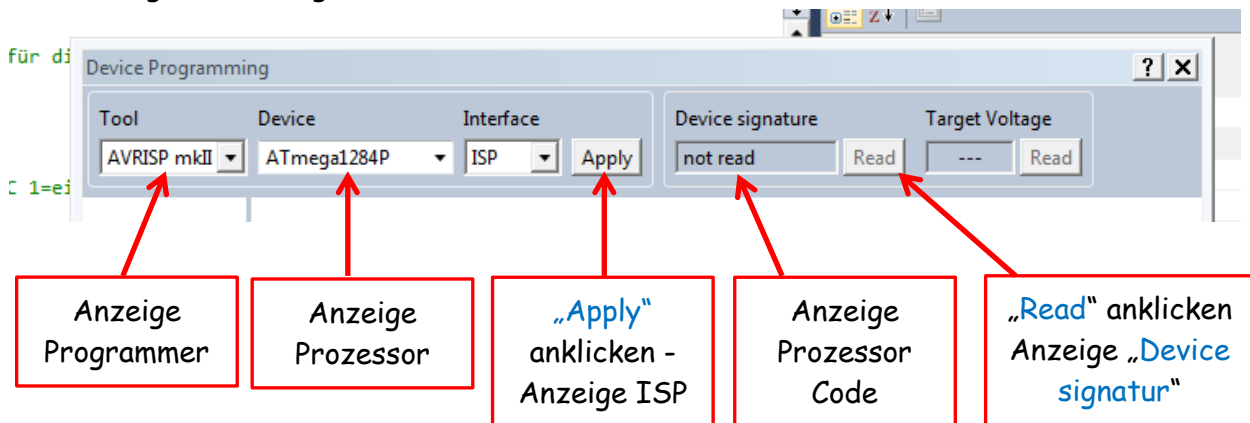 für di
Device Programming
Tool
Device
Interface
Device signature
Target Voltage
AVRISP mkII
ATmega1284P
ISP
Apply
not read
Read
---
Read
C 1=ei
Anzeige
Programmer
Anzeige
Prozessor
„Apply“
anklicken -
Anzeige ISP
Anzeige
Prozessor
Code
„Read“ anklicken
Anzeige „Device
signatur“